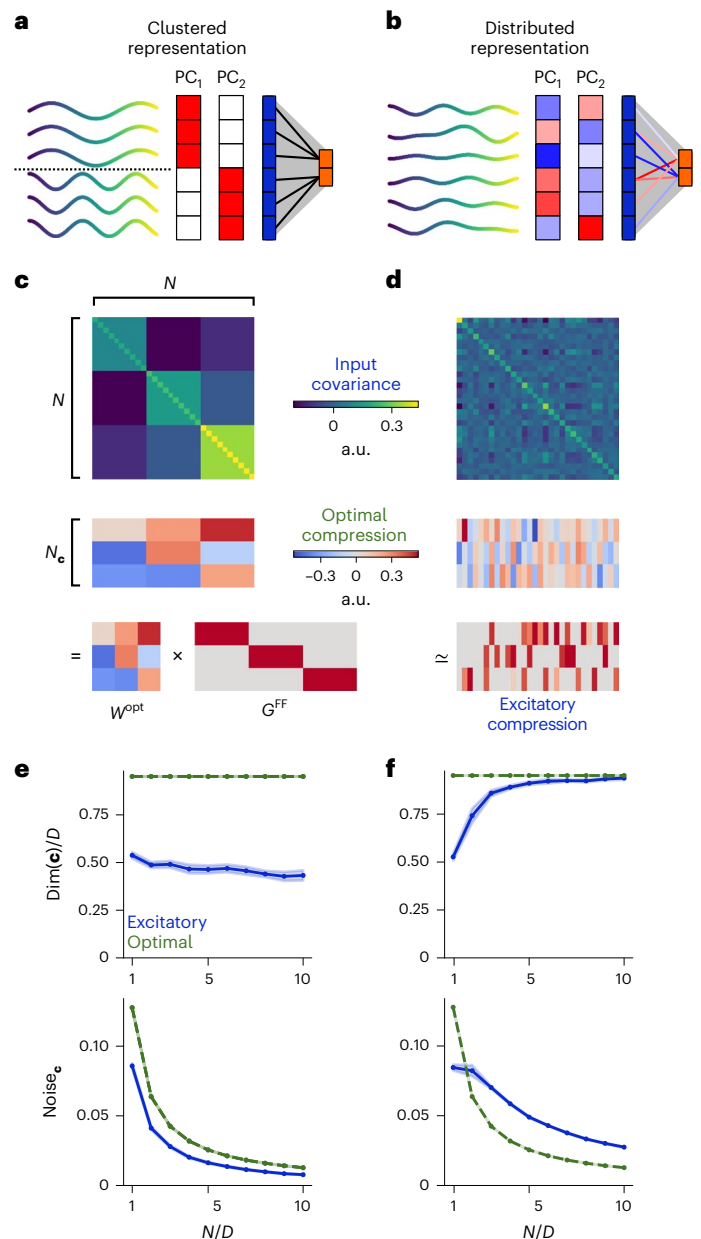 a
Clustered
representation
PC1 PC2
b
Distributed
representation
PC1 PC2
c
N
N
Input
covariance
0 0.3
a.u.
d
Nc
Optimal
compression
−0.3 0 0.3
a.u.
=
×
≃
Wopt
GFF
Excitatory
compression
e
Dim(c)/D
0.75
0.50
0.25
0
Excitatory
Optimal
1 5 10
f
0.75
0.50
0.25
0
1 5 10
Noisec
0.10
0.05
0
1 5 10
N/D
0.10
0.05
0
1 5 10
N/D